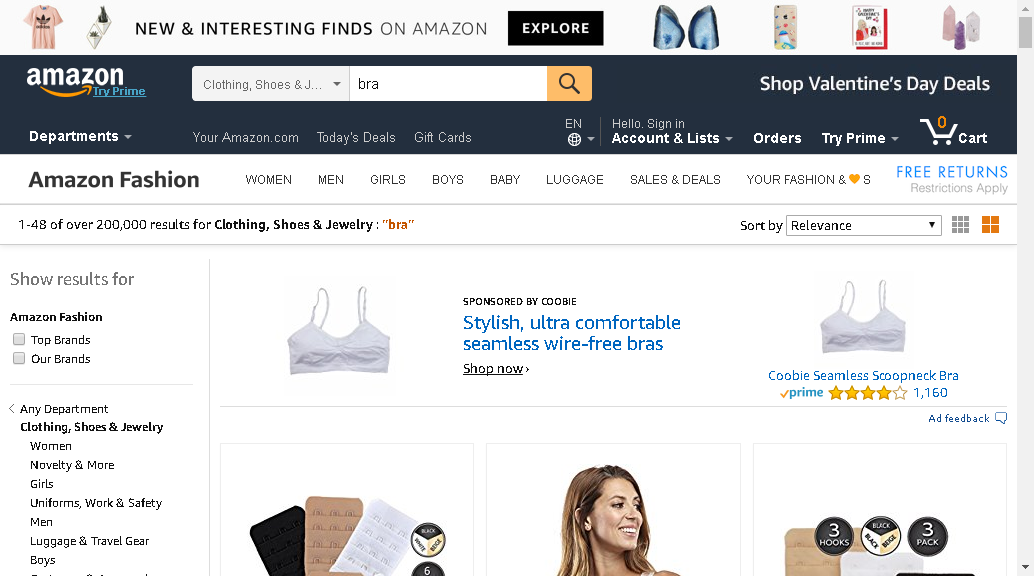 NEW & INTERESTING FINDS ON AMAZON
EXPLORE
amazon
Try Prime
Clothing, Shoes & J...
bra
Shop Valentine's Day Deals
Departments
Your Amazon.com
Today's Deals
Gift Cards
EN
Hello. Sign in
Account & Lists
Orders
Try Prime
0
Cart
Amazon Fashion
WOMEN
MEN
GIRLS
BOYS
BABY
LUGGAGE
SALES & DEALS
YOUR FASHION & 🧡 S
FREE RETURNS
Restrictions Apply
1-48 of over 200,000 results for Clothing, Shoes & Jewelry : "bra"
Sort by Relevance
Show results for
Amazon Fashion
Top Brands
Our Brands
Any Department
Clothing, Shoes & Jewelry
Women
Novelty & More
Girls
Uniforms, Work & Safety
Men
Luggage & Travel Gear
Boys
SPONSORED BY COOBIE
Stylish, ultra comfortable
seamless wire-free bras
Shop now ›
Coobie Seamless Scoopneck Bra
prime
1,160
Ad feedback
BLACK
WHITE
BEIGE
6
3
HOOKS
BLACK
BLACK
BEIGE
3
PACK